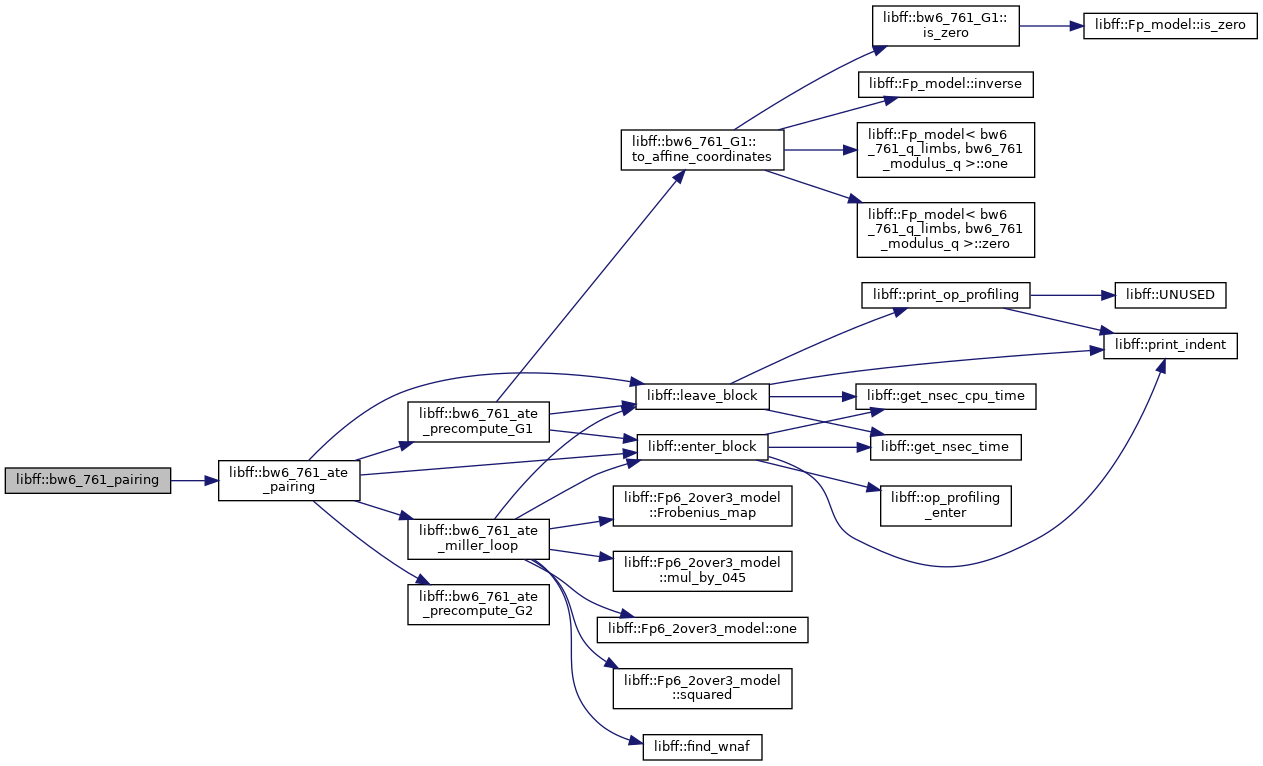 libff::bw6_761_G1::
is_zero
libff::Fp_model::is_zero
libff::Fp_model::inverse
libff::bw6_761_G1::
to_affine_coordinates
libff::Fp_model< bw6
_761_q_limbs, bw6_761
_modulus_q >::one
libff::Fp_model< bw6
_761_q_limbs, bw6_761
_modulus_q >::zero
libff::print_op_profiling
libff::UNUSED
libff::print_indent
libff::leave_block
libff::get_nsec_cpu_time
libff::bw6_761_ate
_precompute_G1
libff::enter_block
libff::get_nsec_time
libff::bw6_761_pairing
libff::bw6_761_ate
_pairing
libff::Fp6_2over3_model
::Frobenius_map
libff::op_profiling
_enter
libff::bw6_761_ate
_miller_loop
libff::Fp6_2over3_model
::mul_by_045
libff::bw6_761_ate
_precompute_G2
libff::Fp6_2over3_model::one
libff::Fp6_2over3_model
::squared
libff::find_wnaf